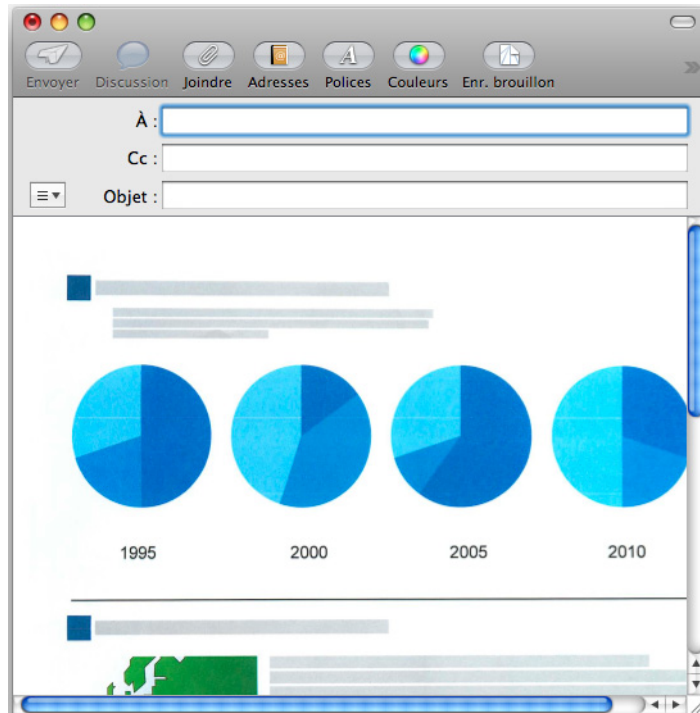 Envoyer Discussion Joindre Adresses Polices Couleurs Enr. brouillon
À :
Cc :
Objet :
1995 2000 2005 2010